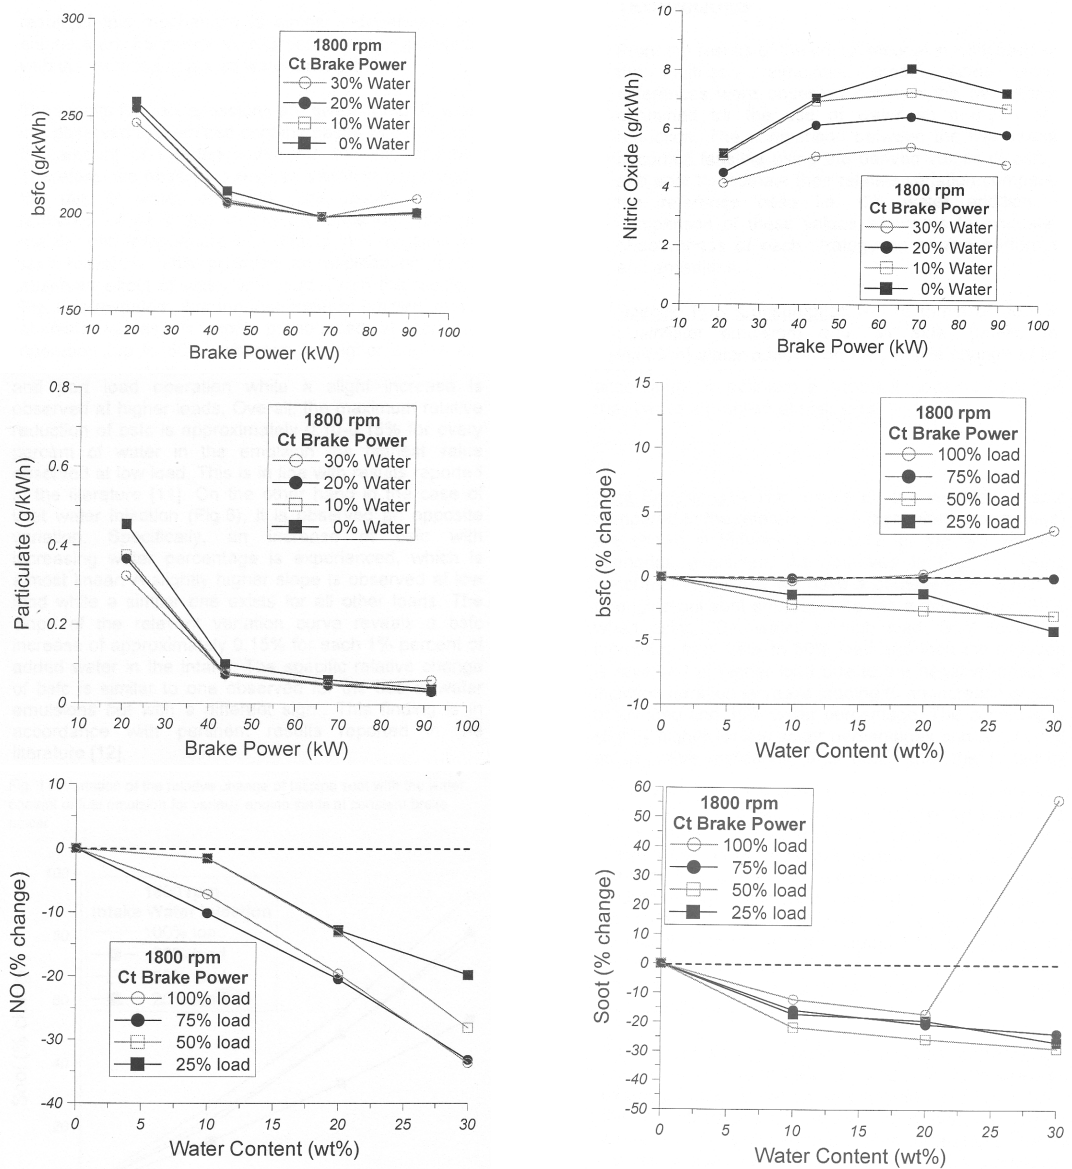 300
250
200
150
bsfc (g/kWh)
1800 rpm
Ct Brake Power
30% Water
20% Water
10% Water
0% Water
10 20 30 40 50 60 70 80 90 100
Brake Power (kW)
10
8
6
4
2
0
Nitric Oxide (g/kWh)
1800 rpm
Ct Brake Power
30% Water
20% Water
10% Water
0% Water
10 20 30 40 50 60 70 80 90 100
Brake Power (kW)
0.8
0.6
0.4
0.2
0
Particulate (g/kWh)
1800 rpm
Ct Brake Power
30% Water
20% Water
10% Water
0% Water
10 20 30 40 50 60 70 80 90 100
Brake Power (kW)
15
10
5
0
-5
-10
bsfc (% change)
1800 rpm
Ct Brake Power
100% load
75% load
50% load
25% load
0 5 10 15 20 25 30
Water Content (wt%)
10
0
-10
-20
-30
-40
NO (% change)
1800 rpm
Ct Brake Power
100% load
75% load
50% load
25% load
0 5 10 15 20 25 30
Water Content (wt%)
60
50
40
30
20
10
0
-10
-20
-30
-40
-50
Soot (% change)
1800 rpm
Ct Brake Power
100% load
75% load
50% load
25% load
0 5 10 15 20 25 30
Water Content (wt%)